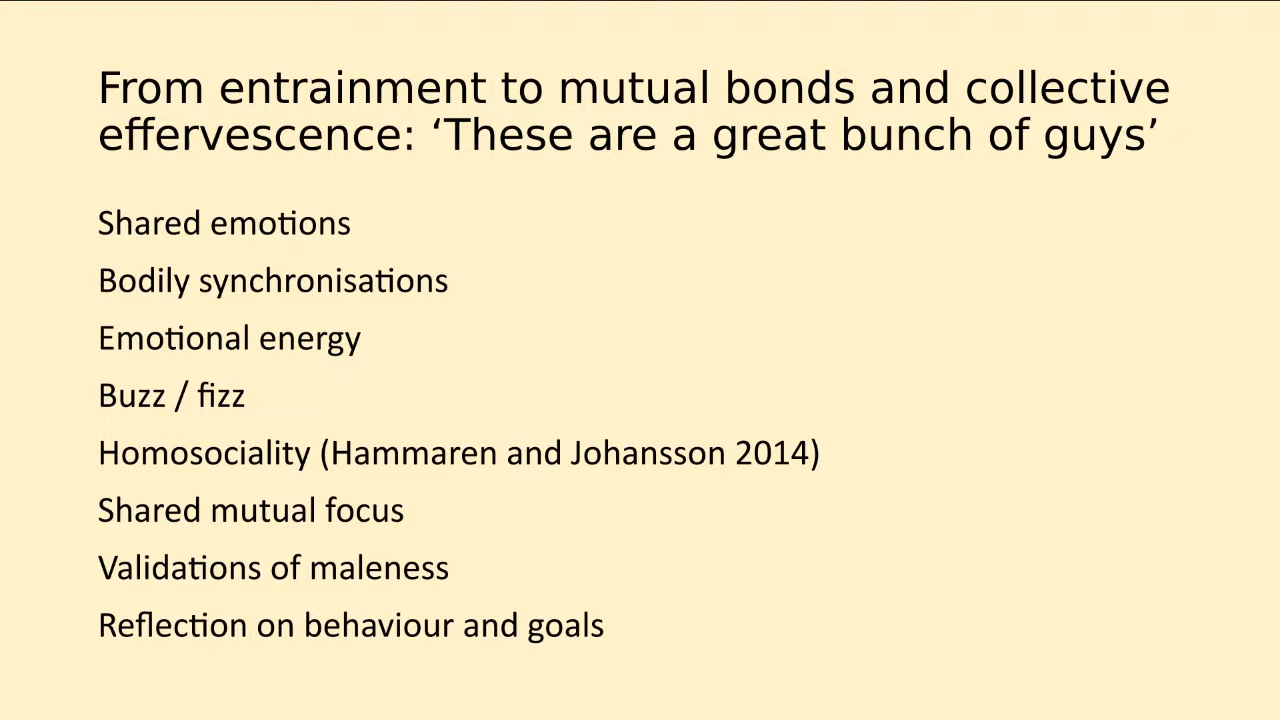 From entrainment to mutual bonds and collective
effervescence: ‘These are a great bunch of guys’
Shared emotions
Bodily synchronisations
Emotional energy
Buzz / fizz
Homosociality (Hammaren and Johansson 2014)
Shared mutual focus
Validations of maleness
Reflection on behaviour and goals